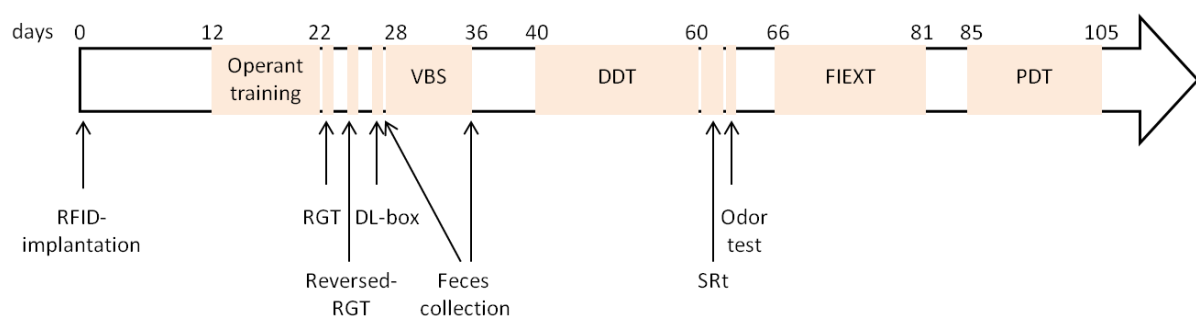 days 0 12 22 28 36 40 60 66 81 85 105
Operant
training
VBS
DDT
FIEXT
PDT
RFID-
implantation
RGT
DL-box
Odor
test
Reversed-
RGT
Feces
collection
SRt